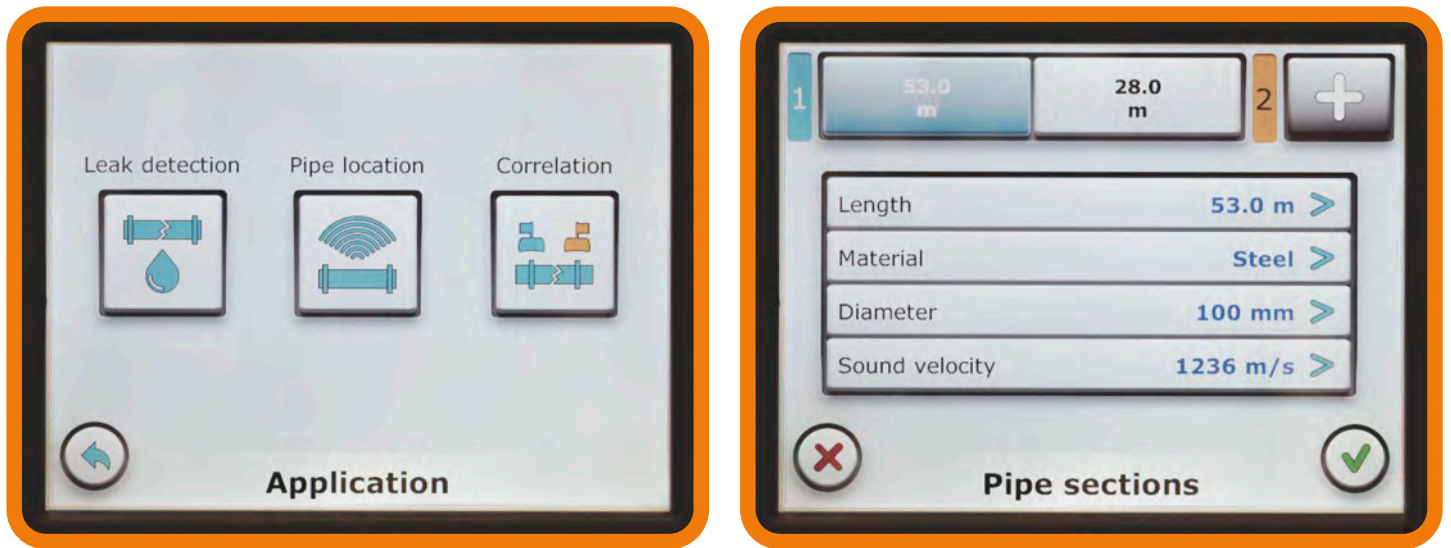 Leak detection
Pipe location
Correlation
Application
1
53.0
m
28.0
m
2
Length 53.0 m >
Material Steel >
Diameter 100 mm >
Sound velocity 1236 m/s >
Pipe sections